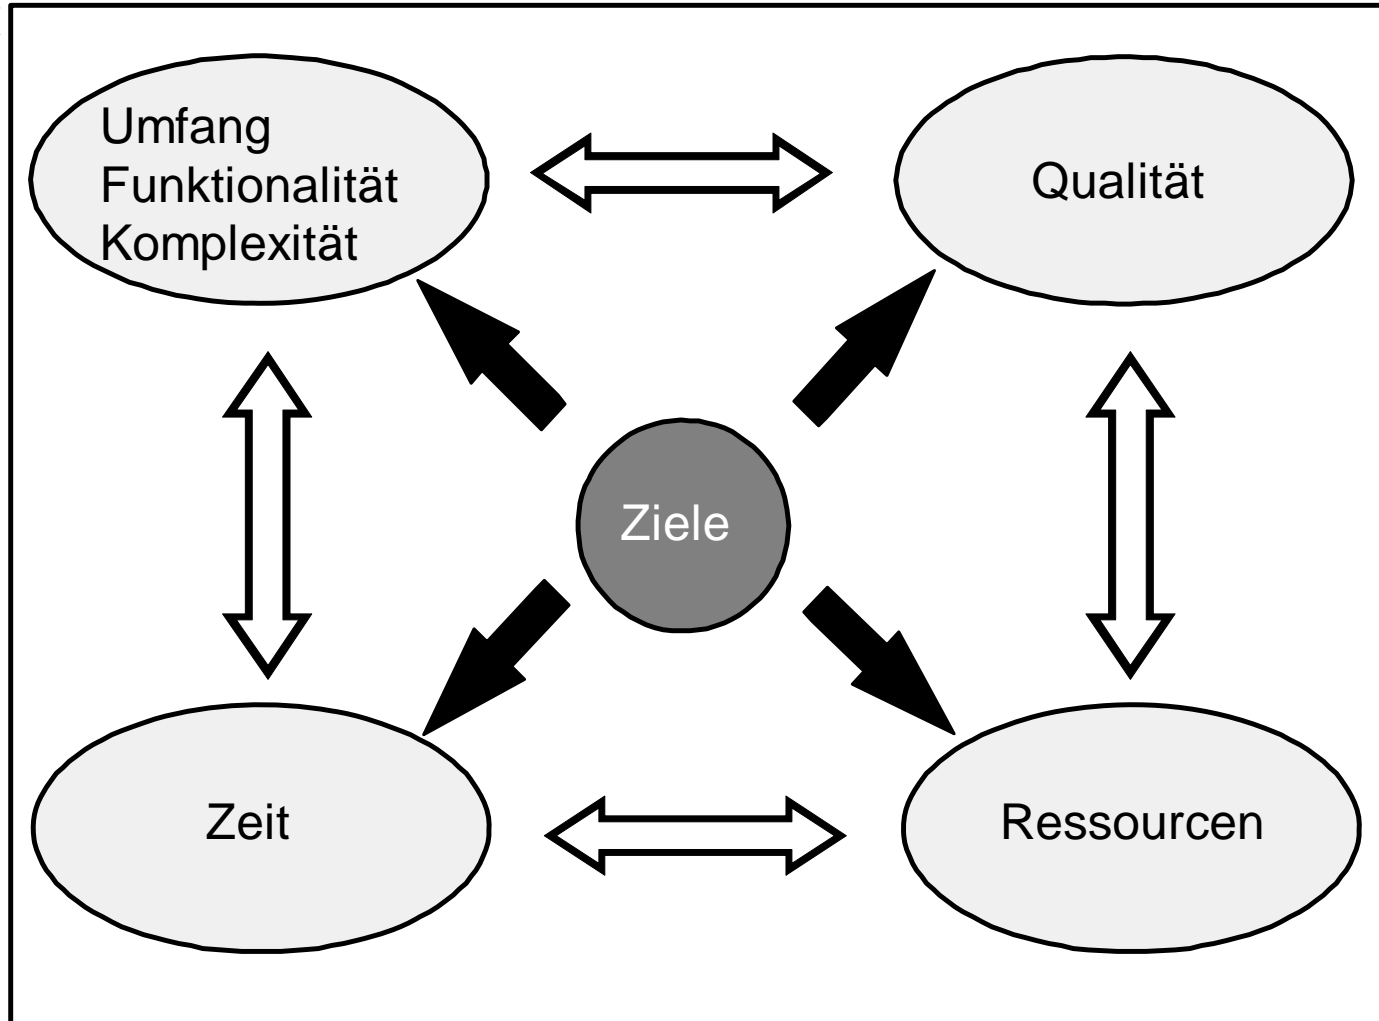 Umfang
Funktionalität
Komplexität
Qualität
Ziele
Zeit
Ressourcen